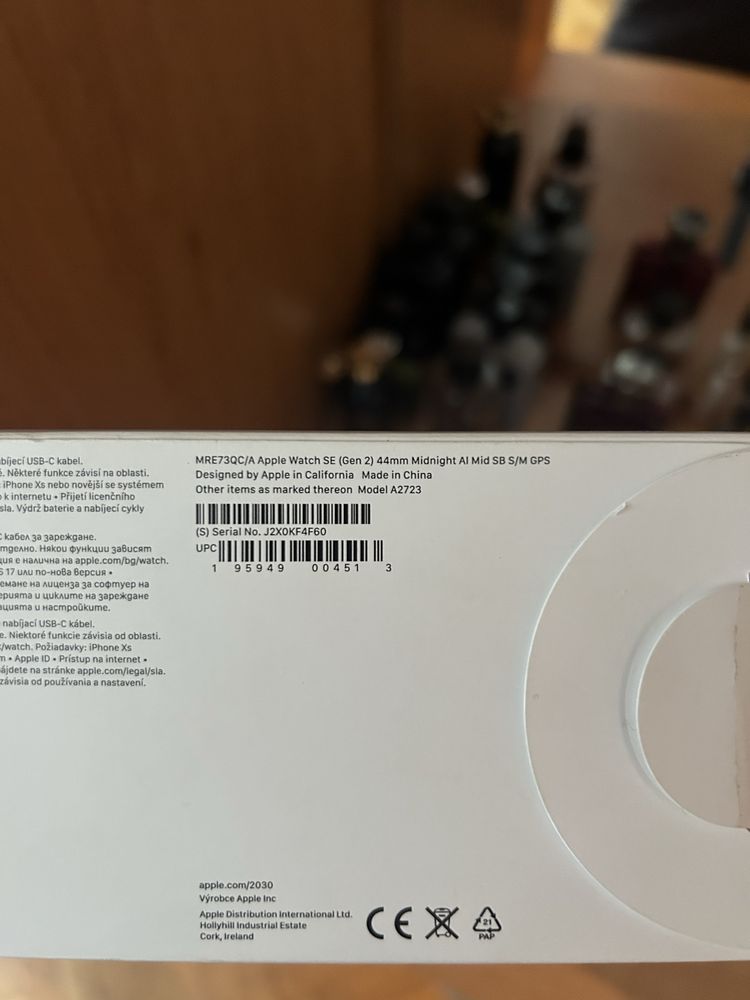 bíjecí USB-C kabel.
é. Některé funkce závisí na oblasti.
iPhone Xs nebo novější se systémem
o k internetu • Přijetí licenčního
sla. Výdrž baterie a nabíjecí cykly
кабел за зареждане.
тделно. Някои функции зависят
ция е налична на apple.com/bg/watch.
S 17 или по-нова версия •
емане на лиценза за софтуер на
ерията и циклите на зареждане
ацията и настройките.
nabíjací USB-C kábel.
e. Niektoré funkcie závisia od oblasti.
/watch. Požiadavky: iPhone Xs
m • Apple ID • Prístup na internet •
ájdete na stránke apple.com/legal/sla.
závisia od používania a nastavení.
MRE73QC/A Apple Watch SE (Gen 2) 44mm Midnight Al Mid SB S/M GPS
Designed by Apple in California Made in China
Other items as marked thereon Model A2723
(S) Serial No. J2X0KF4F60
UPC
1 95949 00451 3
apple.com/2030
Výrobce Apple Inc
Apple Distribution International Ltd.
Hollyhill Industrial Estate
Cork, Ireland
CE
21
PAP